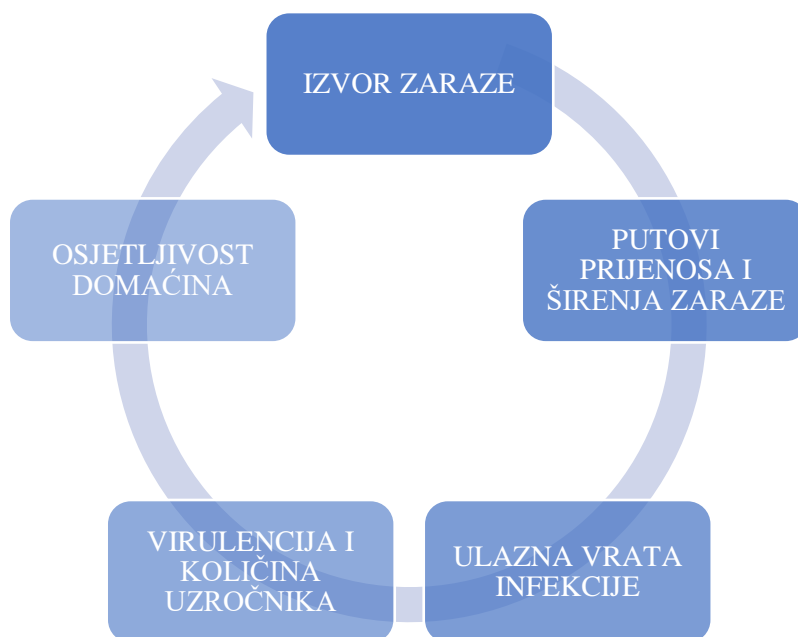 IZVOR ZARAZE
PUTOVI
PRIJENOSA I
ŠIRENJA ZARAZE
ULAZNA VRATA
INFEKCIJE
VIRULENCIJA I
KOLIČINA
UZROČNIKA
OSJETLJIVOST
DOMAĆINA